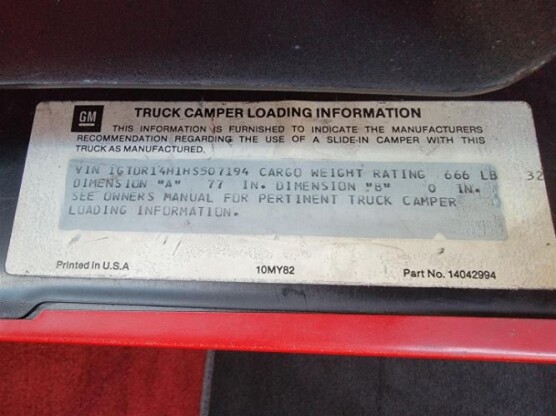 GM
TRUCK CAMPER LOADING INFORMATION
THIS INFORMATION IS FURNISHED TO INDICATE THE MANUFACTURERS
RECOMMENDATION REGARDING THE USE OF A SLIDE-IN CAMPER WITH THIS
TRUCK AS MANUFACTURED.
VIN 1GTDR14H1HS507194 CARGO WEIGHT RATING 666 LB 32
DIMENSION "A" 77 IN. DIMENSION "B" 0 IN.
SEE OWNERS MANUAL FOR PERTINENT TRUCK CAMPER
LOADING INFORMATION.
Printed in U.S.A 10MY82 Part No. 14042994